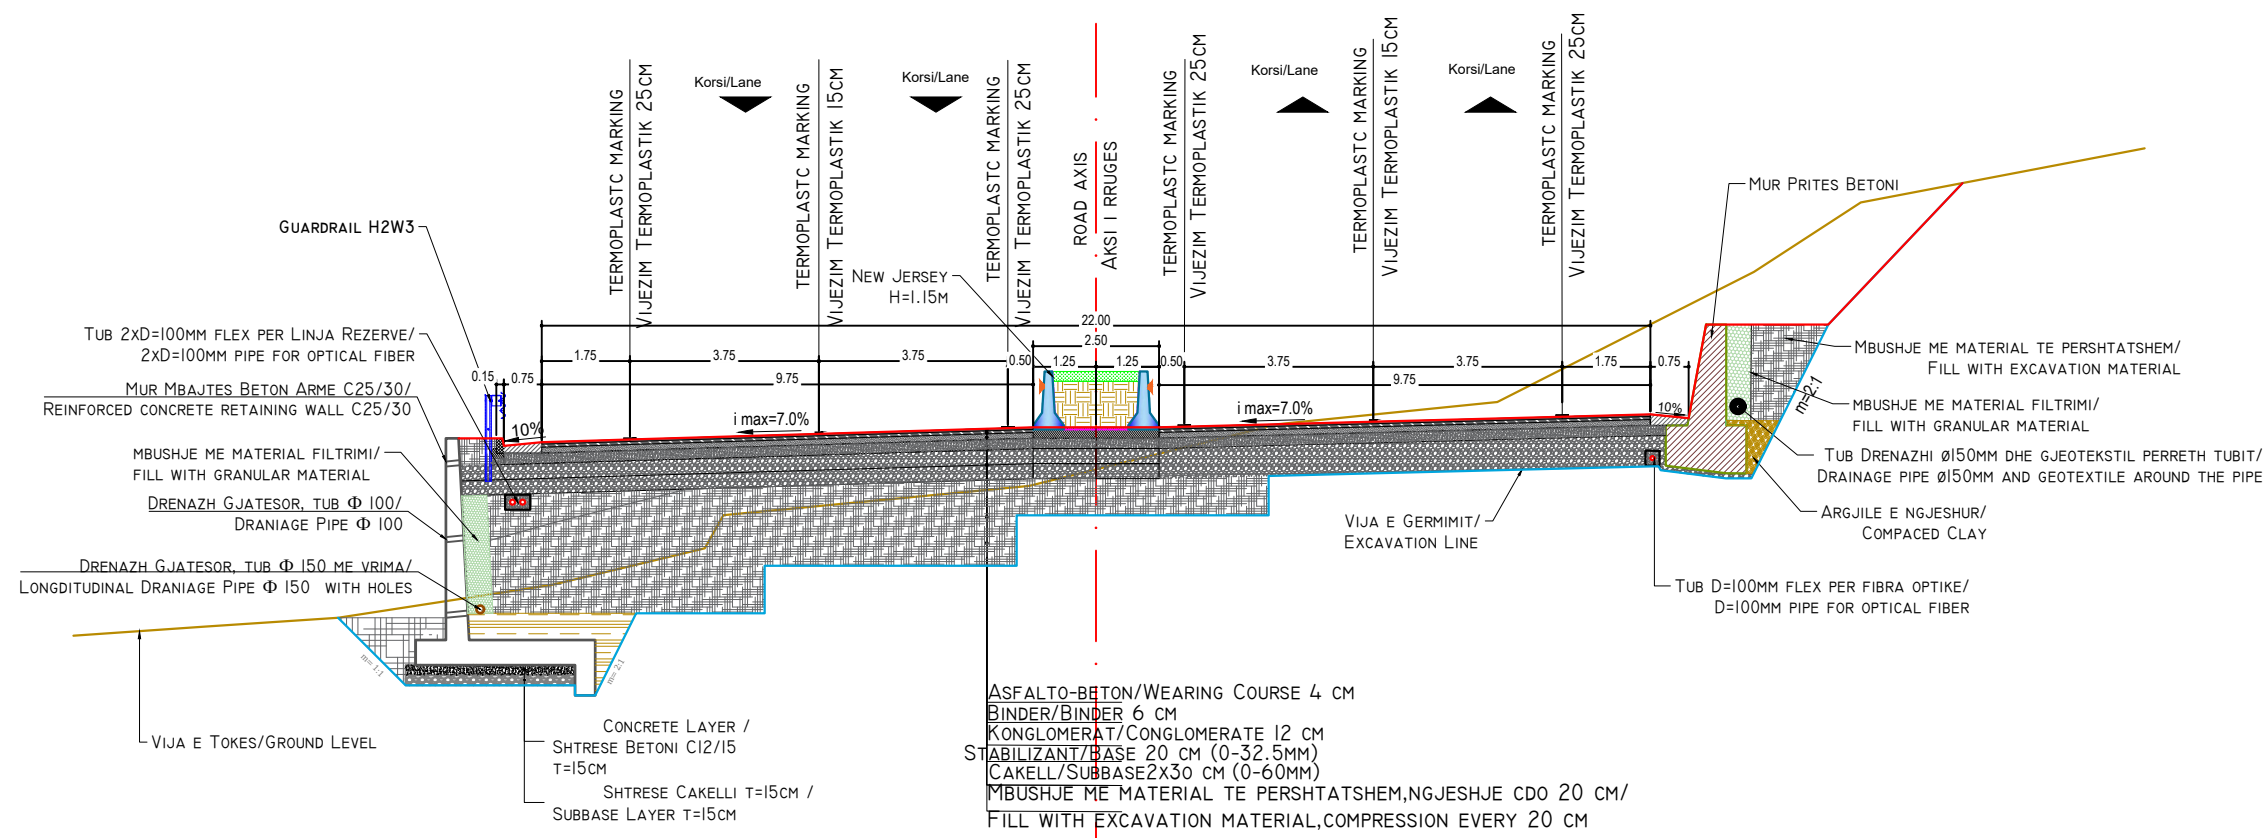 TERMOPLASTC MARKING
VIJEZIM TERMOPLASTIK 25CM
Korsi/Lane
TERMOPLASTC MARKING
VIJEZIM TERMOPLASTIK 15CM
Korsi/Lane
TERMOPLASTC MARKING
VIJEZIM TERMOPLASTIK 25CM
ROAD AXIS
AKSI I RRUGES
TERMOPLASTC MARKING
VIJEZIM TERMOPLASTIK 25CM
Korsi/Lane
TERMOPLASTC MARKING
VIJEZIM TERMOPLASTIK 15CM
Korsi/Lane
TERMOPLASTC MARKING
VIJEZIM TERMOPLASTIK 25CM
GUARDRAIL H2W3
NEW JERSEY
H=1.15M
MUR PRITES BETONI
TUB 2XD=100MM FLEX PER LINJA REZERVE/
2XD=100MM PIPE FOR OPTICAL FIBER
MUR MBAJTES BETON ARME C25/30/
REINFORCED CONCRETE RETAINING WALL C25/30
MBUSHJE ME MATERIAL FILTRIMI/
FILL WITH GRANULAR MATERIAL
DRENAZH GJATESOR, TUB Φ 100/
DRANIAGE PIPE Φ 100
DRENAZH GJATESOR, TUB Φ 150 ME VRIMA/
LONGDITUDINAL DRANIAGE PIPE Φ 150 WITH HOLES
22.00
2.50
1.75
3.75
3.75
0.50
1.25
1.25
0.50
3.75
3.75
1.75
0.75
0.15
0.75
9.75
9.75
10%
i max=7.0%
i max=7.0%
10%
MBUSHJE ME MATERIAL TE PERSHTATSHEM/
FILL WITH EXCAVATION MATERIAL
m=2:1
MBUSHJE ME MATERIAL FILTRIMI/
FILL WITH GRANULAR MATERIAL
TUB DRENAZHI Ø150MM DHE GJEOTEKSTIL PERRETH TUBIT/
DRAINAGE PIPE Ø150MM AND GEOTEXTILE AROUND THE PIPE
ARGJILE E NGJESHUR/
COMPACED CLAY
VIJA E GERMIMIT/
EXCAVATION LINE
TUB D=100MM FLEX PER FIBRA OPTIKE/
D=100MM PIPE FOR OPTICAL FIBER
m= 1:1
m= 2:1
VIJA E TOKES/GROUND LEVEL
CONCRETE LAYER /
SHTRESE BETONI C12/15
T=15CM
SHTRESE CAKELLI T=15CM /
SUBBASE LAYER T=15CM
ASFALTO-BETON/WEARING COURSE 4 CM
BINDER/BINDER 6 CM
KONGLOMERAT/CONGLOMERATE 12 CM
STABILIZANT/BASE 20 CM (0-32.5MM)
CAKELL/SUBBASE2X30 CM (0-60MM)
MBUSHJE ME MATERIAL TE PERSHTATSHEM,NGJESHJE CDO 20 CM/
FILL WITH EXCAVATION MATERIAL,COMPRESSION EVERY 20 CM